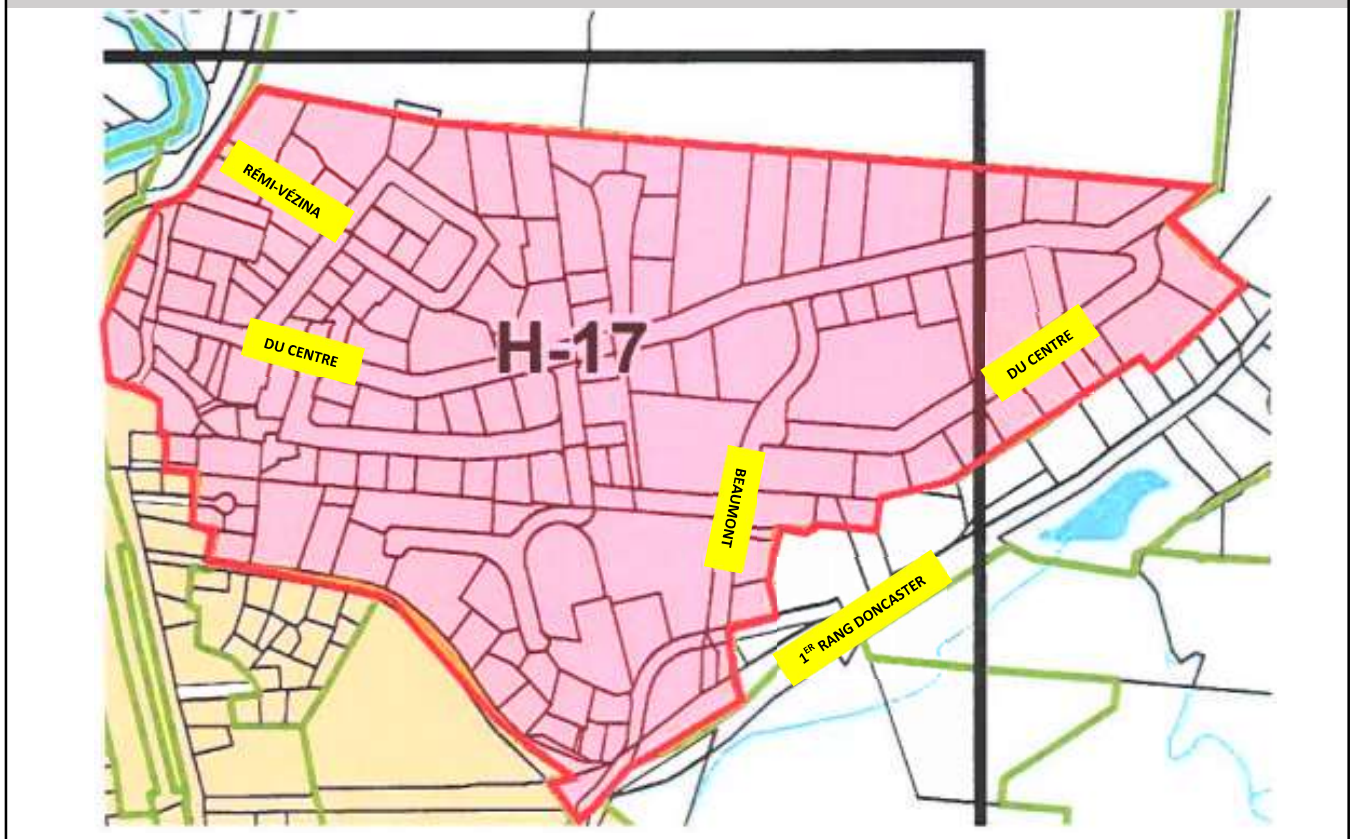 RÉMI-VÉZINA
H-17
DU CENTRE
DU CENTRE
BEAUMONT
1ER RANG DONCASTER